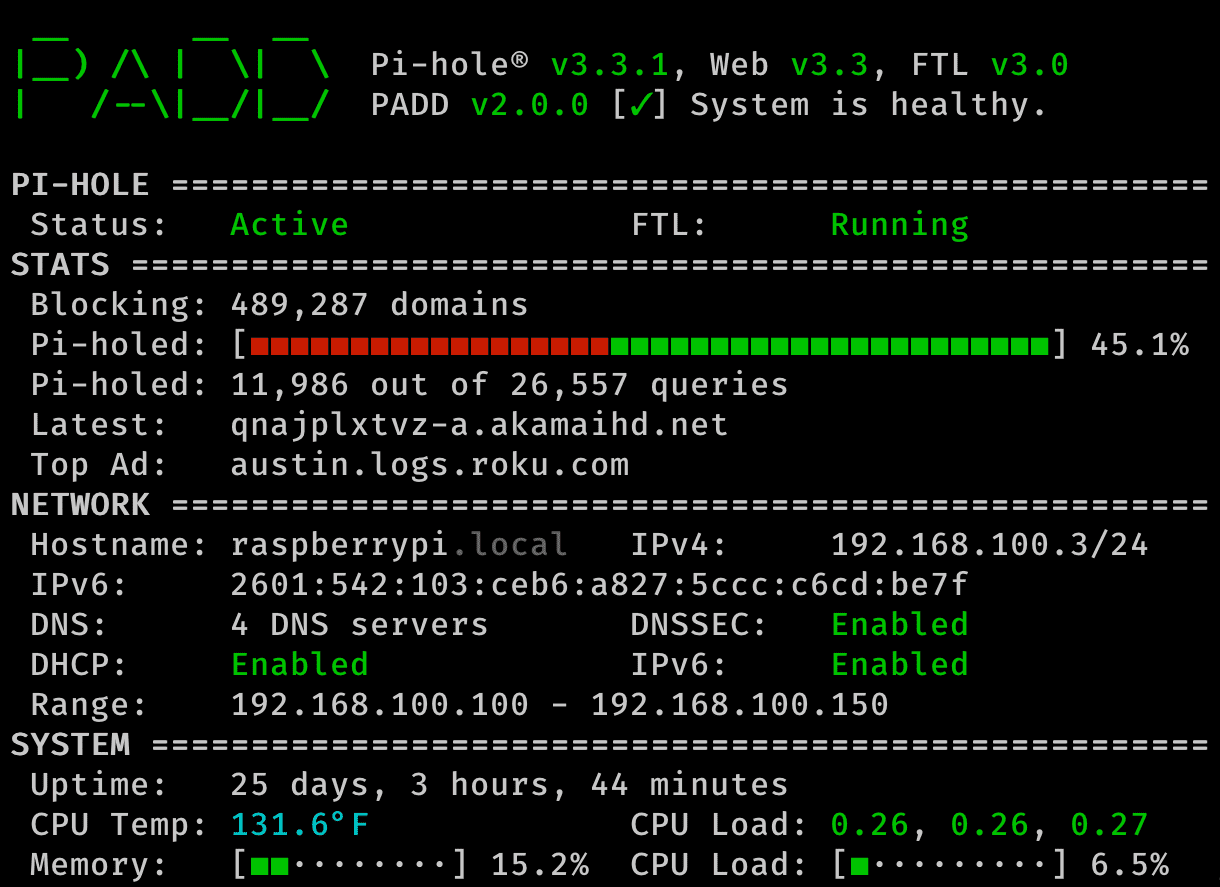 PADD
Pi-hole® v3.3.1, Web v3.3, FTL v3.0
PADD v2.0.0 [✓] System is healthy.
PI-HOLE ====================================================
Status: Active FTL: Running
STATS ======================================================
Blocking: 489,287 domains
Pi-holed: [■■■■■■■■■■■■■■■■■■■■■■■■■■■■■■■■■■■■■■■■] 45.1%
Pi-holed: 11,986 out of 26,557 queries
Latest: qnajplxtvz-a.akamaihd.net
Top Ad: austin.logs.roku.com
NETWORK ====================================================
Hostname: raspberrypi.local IPv4: 192.168.100.3/24
IPv6: 2601:542:103:ceb6:a827:5ccc:c6cd:be7f
DNS: 4 DNS servers DNSSEC: Enabled
DHCP: Enabled IPv6: Enabled
Range: 192.168.100.100 - 192.168.100.150
SYSTEM =====================================================
Uptime: 25 days, 3 hours, 44 minutes
CPU Temp: 131.6°F CPU Load: 0.26, 0.26, 0.27
Memory: [■■········] 15.2% CPU Load: [■·········] 6.5%